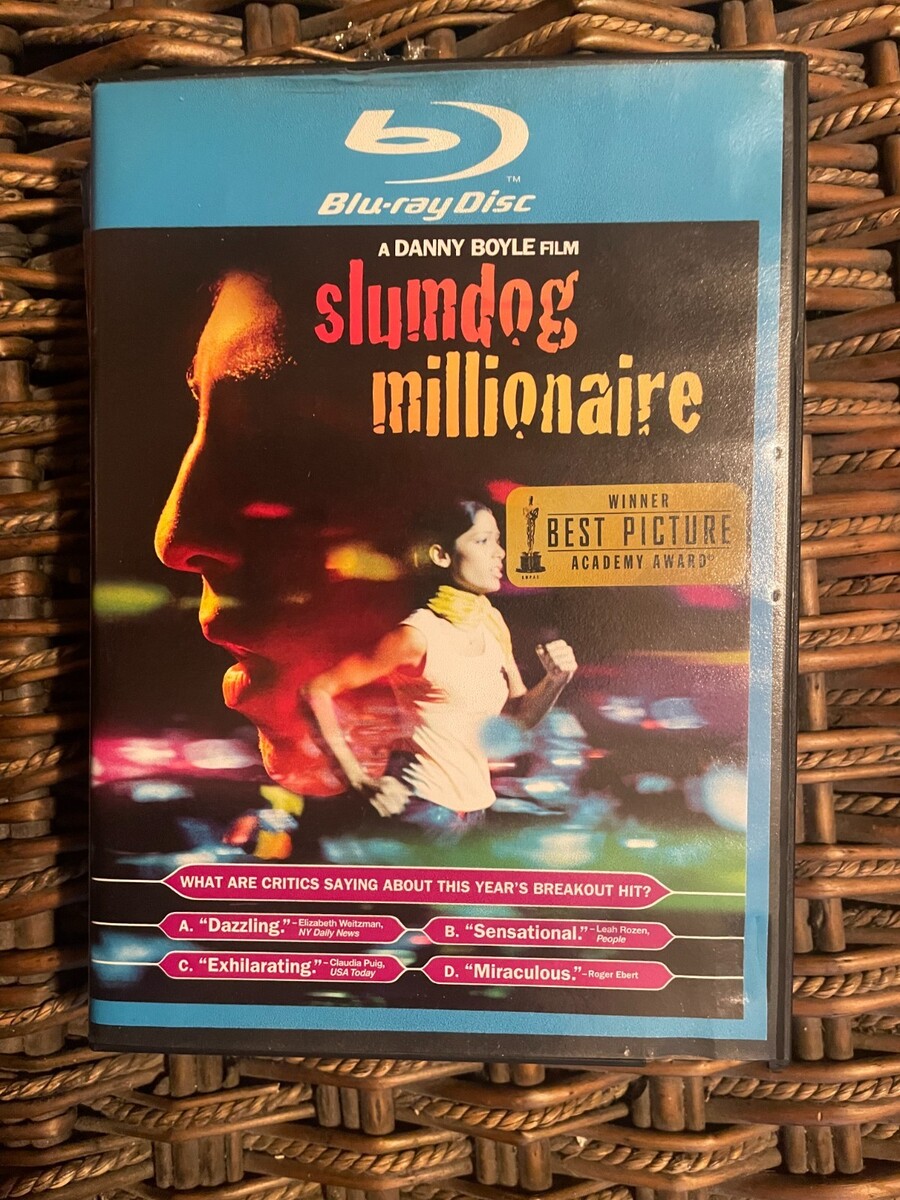 Blu-ray Disc™
A DANNY BOYLE FILM
slumdog
millionaire
WINNER
BEST PICTURE
ACADEMY AWARD®
WHAT ARE CRITICS SAYING ABOUT THIS YEAR'S BREAKOUT HIT?
A. "Dazzling." – Elizabeth Weitzman,
NY Daily News
B. "Sensational." – Leah Rozen,
People
C. "Exhilarating." – Claudia Puig,
USA Today
D. "Miraculous." – Roger Ebert